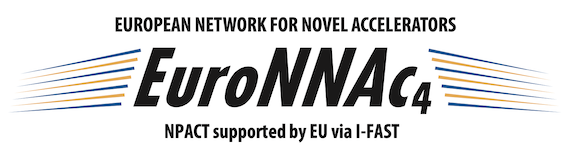 EUROPEAN NETWORK FOR NOVEL ACCELERATORS
EuroNNAc4
NPACT supported by EU via I-FAST